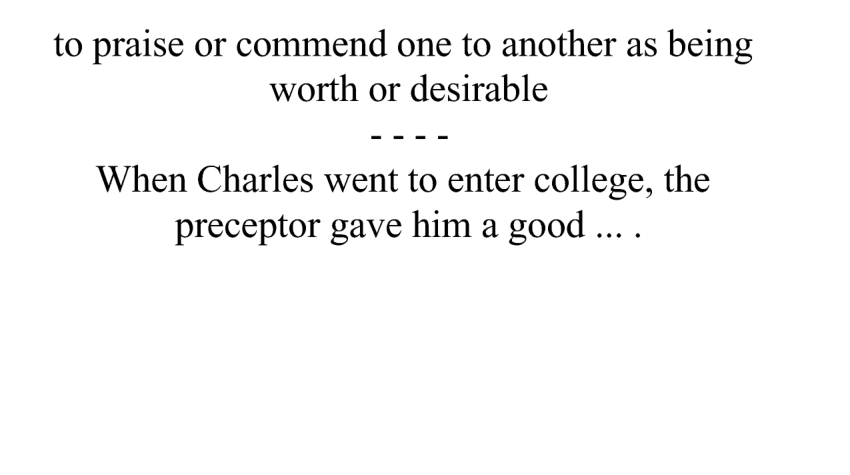 to praise or commend one to another as being
worth or desirable
- - - -
When Charles went to enter college, the
preceptor gave him a good ... .